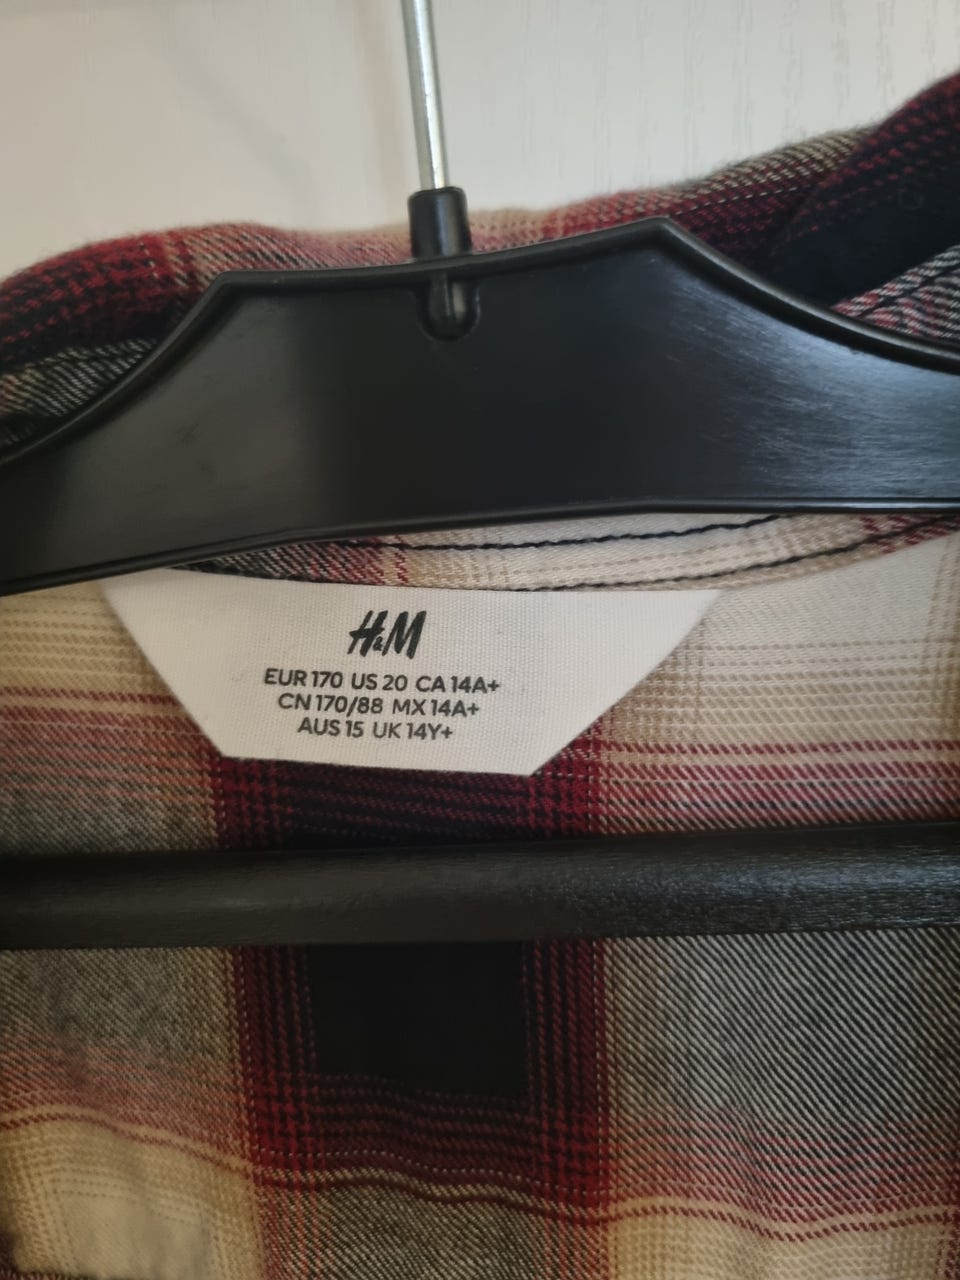 H&M
EUR 170 US 20 CA 14A+
CN 170/88 MX 14A+
AUS 15 UK 14Y+